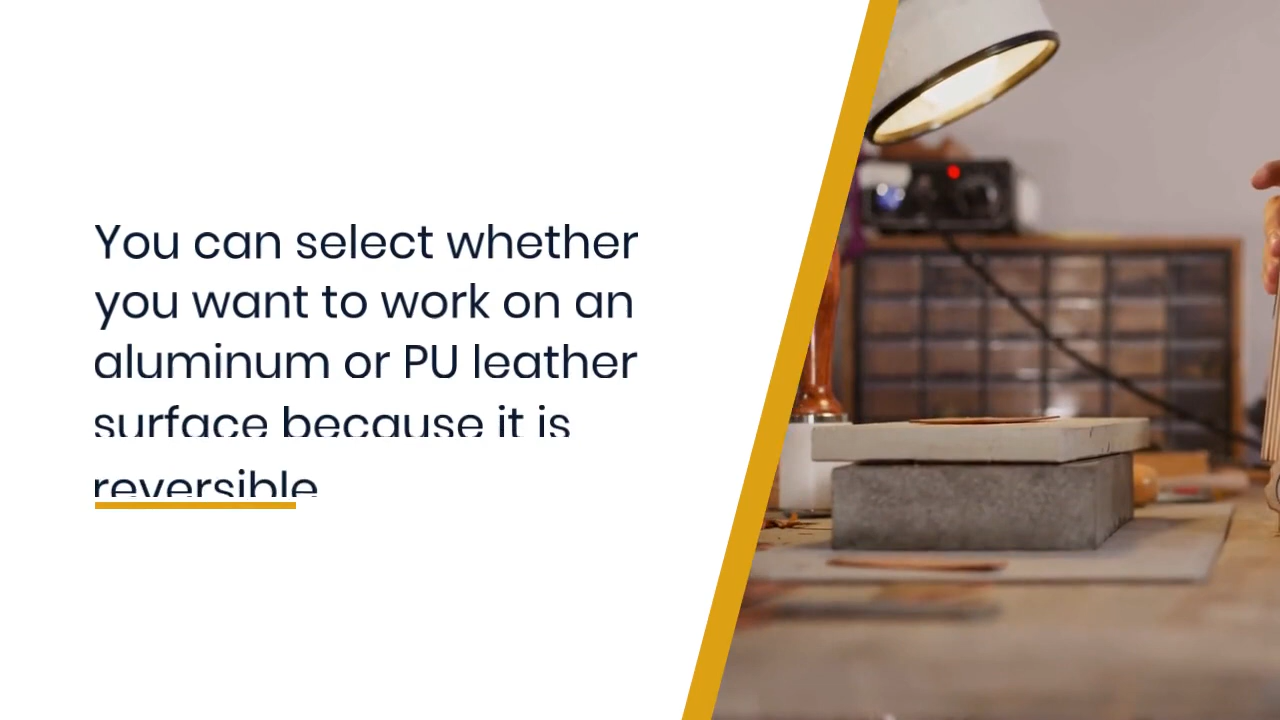 You can select whether
you want to work on an
aluminum or PU leather
surface because it is
reversible